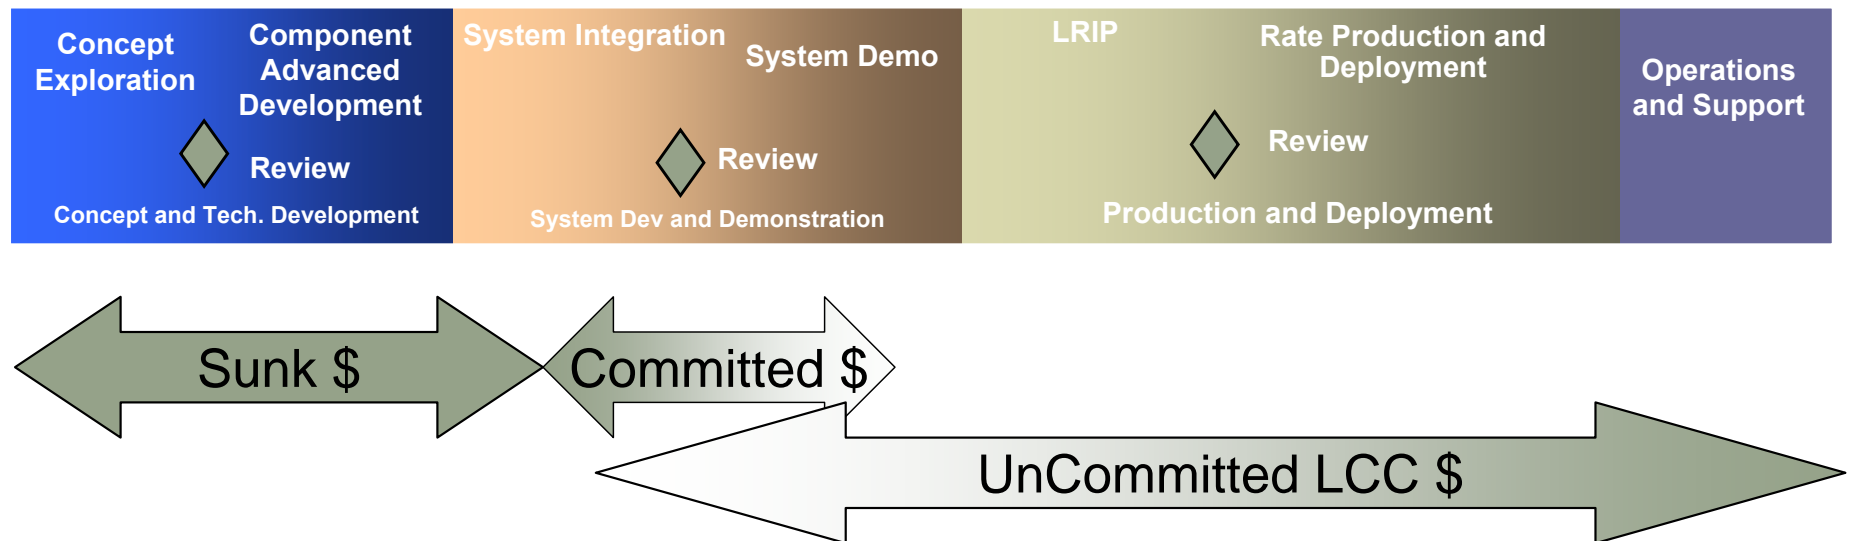 Concept
Exploration
Component
Advanced
Development
Review
Concept and Tech. Development
System Integration
System Demo
Review
System Dev and Demonstration
LRIP
Rate Production and
Deployment
Review
Production and Deployment
Operations
and Support
Sunk $
Committed $
UnCommitted LCC $